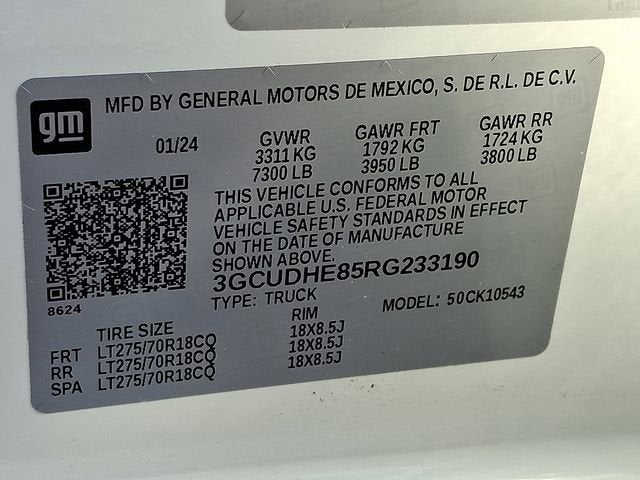 gm
MFD BY GENERAL MOTORS DE MEXICO, S. DE R.L. DE C.V.
01/24 GVWR GAWR FRT GAWR RR
3311 KG 1792 KG 1724 KG
7300 LB 3950 LB 3800 LB
THIS VEHICLE CONFORMS TO ALL
APPLICABLE U.S. FEDERAL MOTOR
VEHICLE SAFETY STANDARDS IN EFFECT
ON THE DATE OF MANUFACTURE
SHOWN ABOVE.
3GCUDHE85RG233190
8624
TYPE: TRUCK MODEL: 50CK10543
TIRE SIZE RIM
FRT LT275/70R18CQ 18X8.5J
RR LT275/70R18CQ 18X8.5J
SPA LT275/70R18CQ 18X8.5J